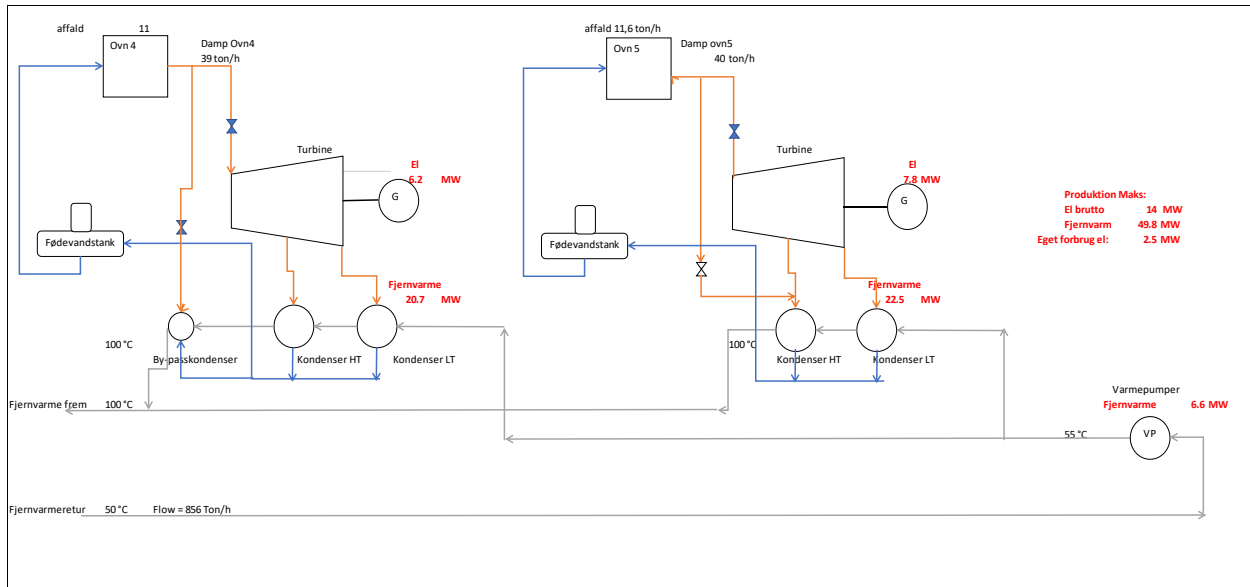 affald 11
Ovn 4
Damp Ovn4
39 ton/h
Turbine
El
6.2 MW
G
Fødevandstank
Fjernvarme
20.7 MW
100 °C
By-passkondenser
Kondenser HT
Kondenser LT
affald 11,6 ton/h
Ovn 5
Damp ovn5
40 ton/h
Turbine
El
7.8 MW
G
Fødevandstank
Fjernvarme
22.5 MW
100 °C
Kondenser HT
Kondenser LT
Produktion Maks:
El brutto 14 MW
Fjernvarm 49.8 MW
Eget forbrug el: 2.5 MW
Varmepumper
Fjernvarme 6.6 MW
VP
55 °C
Fjernvarme frem 100 °C
Fjernvarmeretur 50 °C Flow = 856 Ton/h